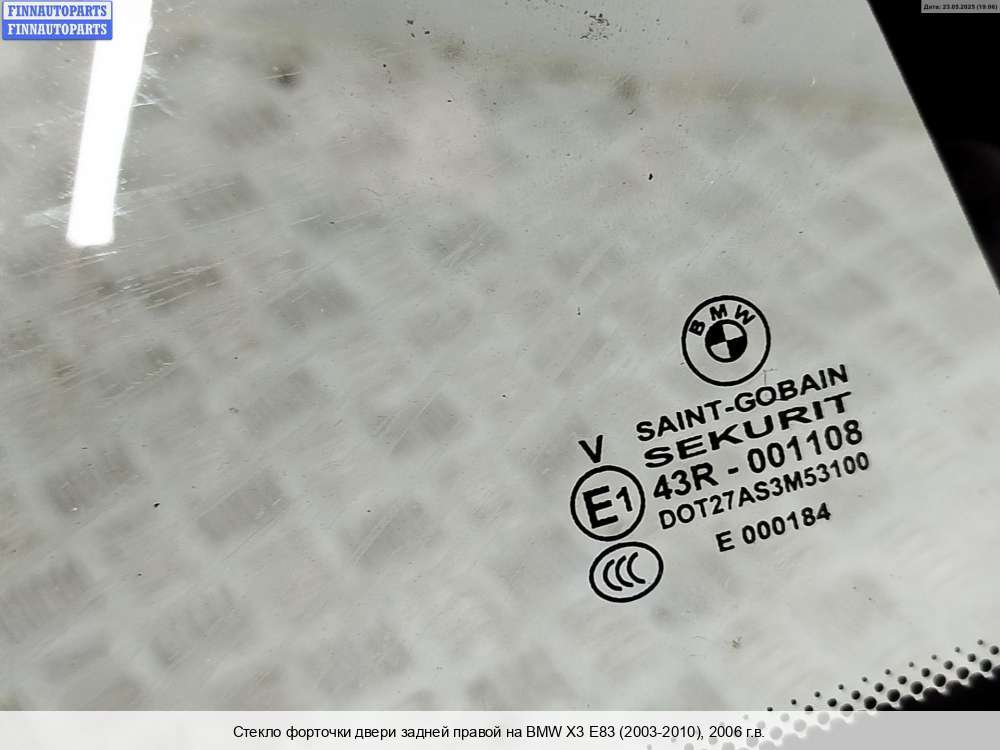 FINNAUTOPARTS
FINNAUTOPARTS
Дата: 23.05.2025 (19:06)
BMW
SAINT-GOBAIN
SEKURIT
V
43R - 001108
E1
DOT27AS3M53100
E 000184
CCC
Стекло форточки двери задней правой на BMW X3 E83 (2003-2010), 2006 г.в.